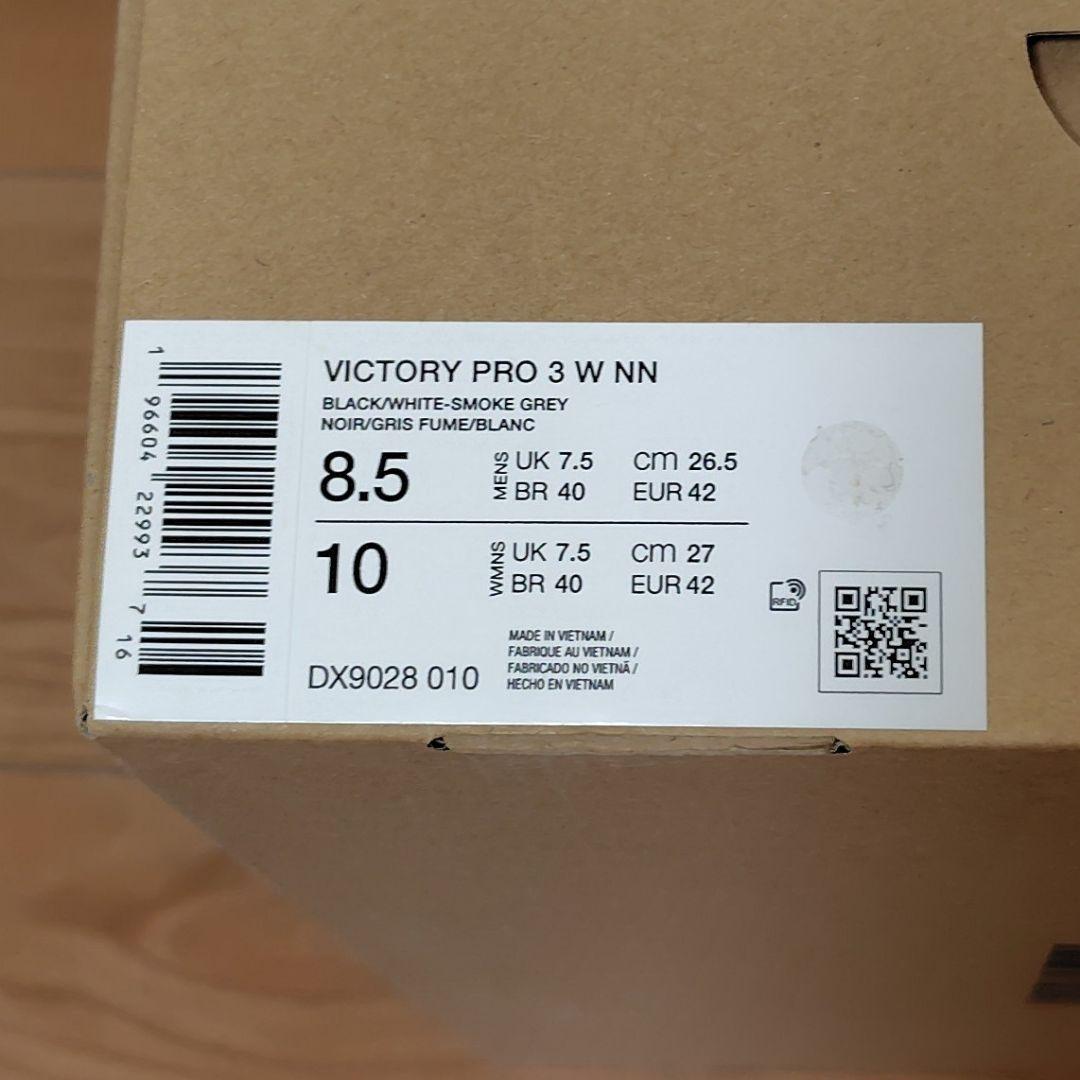 VICTORY PRO 3 W NN
BLACK/WHITE-SMOKE GREY
NOIR/GRIS FUME/BLANC
8.5
MENS
UK 7.5 CM 26.5
BR 40 EUR 42
10
WMNS
UK 7.5 CM 27
BR 40 EUR 42
RFID
MADE IN VIETNAM /
FABRIQUE AU VIETNAM /
FABRICADO NO VIETNÃ /
HECHO EN VIETNAM
DX9028 010
1 96604 22993 7 16